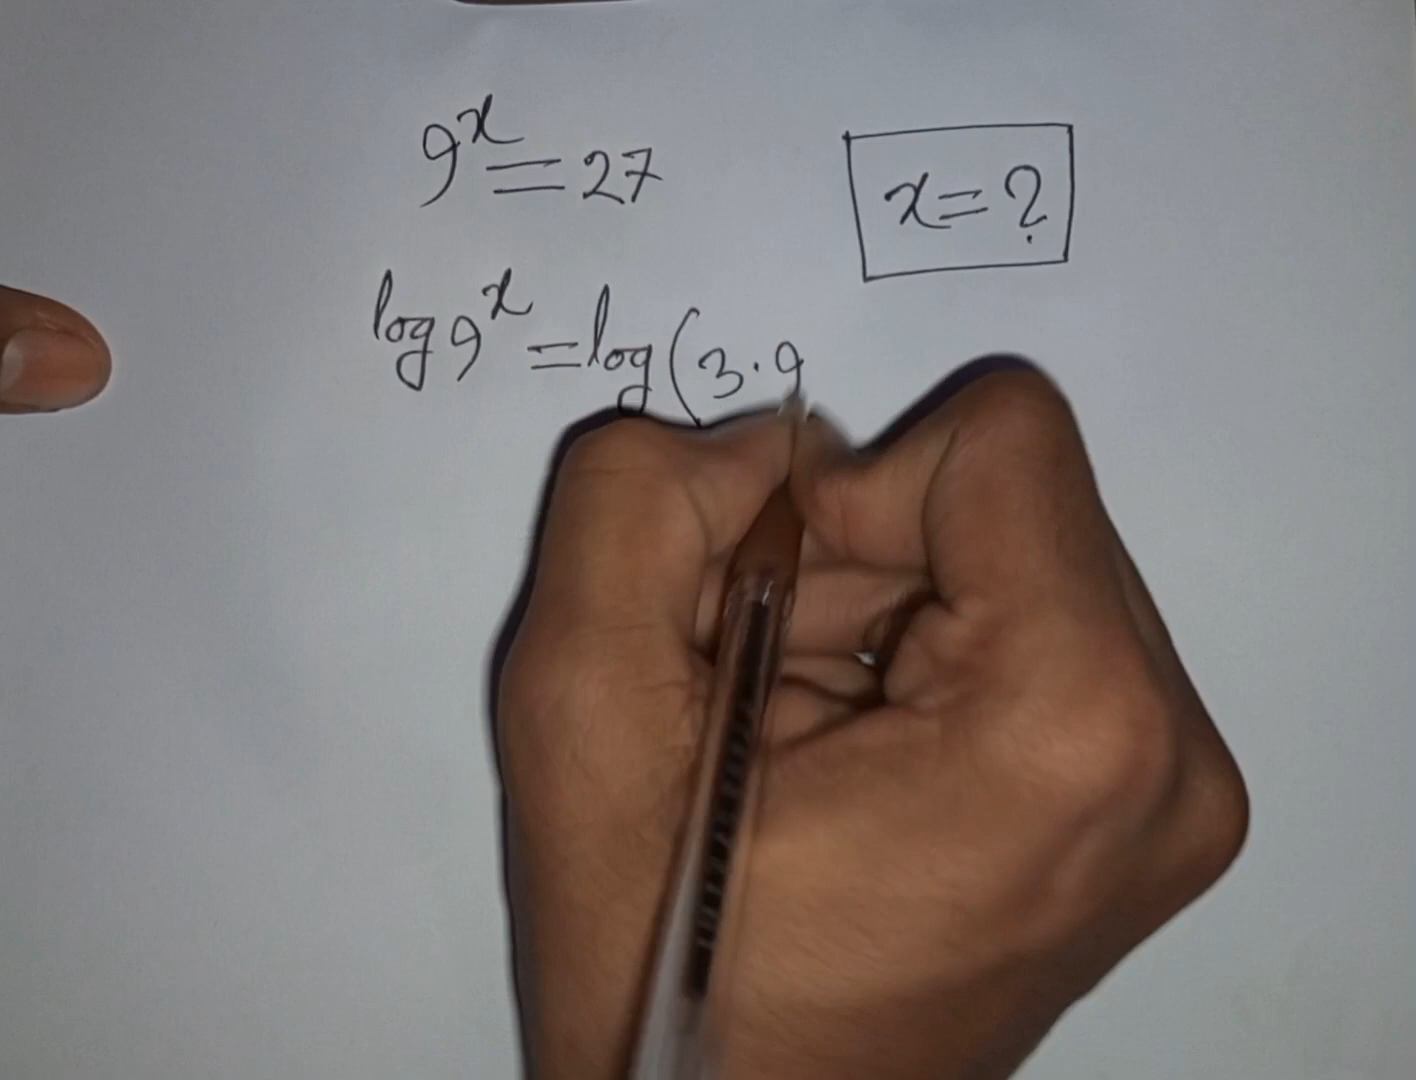 9^x = 27
x = ?
log 9^x = log (3 · 9